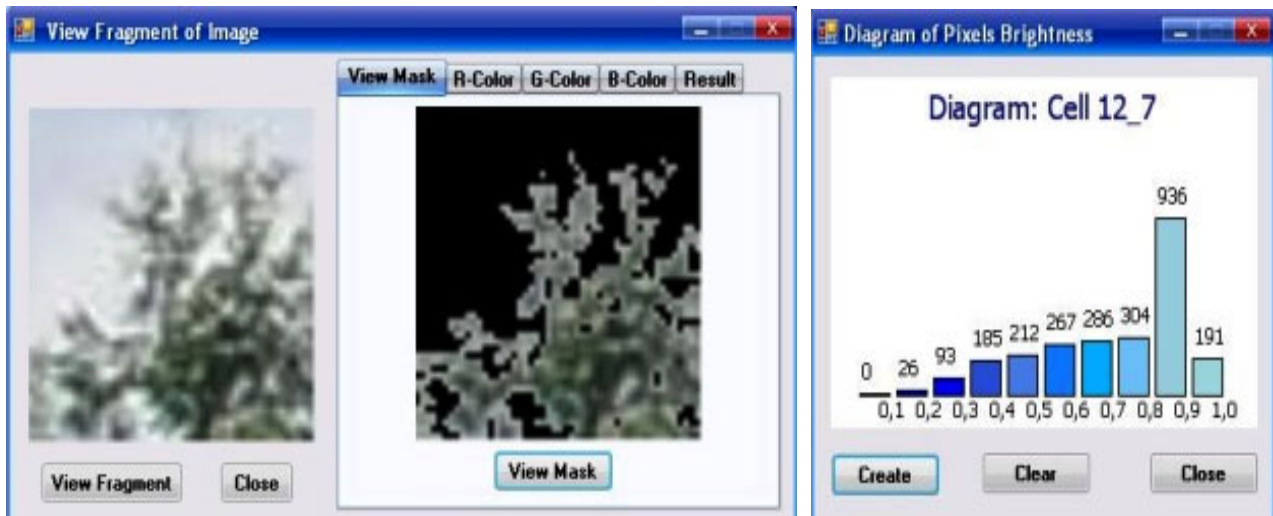 View Fragment of Image
View Mask R-Color G-Color B-Color Result
View Fragment Close
View Mask
Diagram of Pixels Brightness
Diagram: Cell 12_7
0 26 93 185 212 267 286 304 936 191
0,1 0,2 0,3 0,4 0,5 0,6 0,7 0,8 0,9 1,0
Create Clear Close